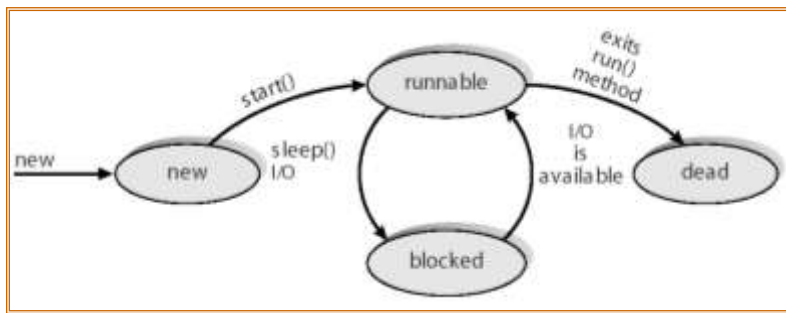 new
new
start()
sleep()
I/O
runnable
blocked
I/O
is
available
exits
run()
method
dead